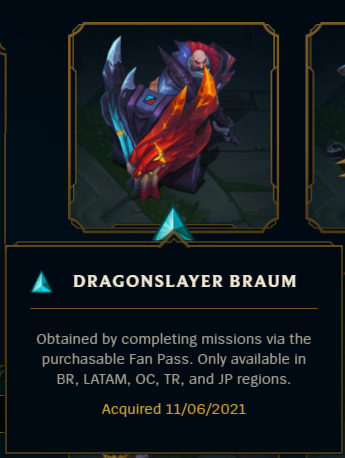 DRAGONSLAYER BRAUM
Obtained by completing missions via the
purchasable Fan Pass. Only available in
BR, LATAM, OC, TR, and JP regions.
Acquired 11/06/2021